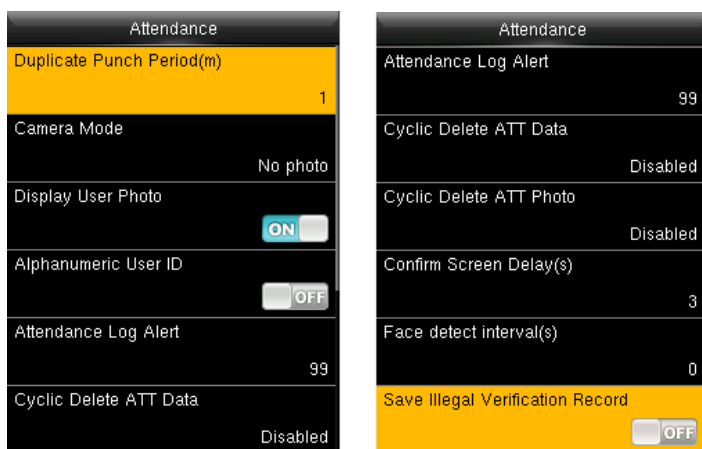 Attendance
Duplicate Punch Period(m)
1
Camera Mode
No photo
Display User Photo
ON
Alphanumeric User ID
OFF
Attendance Log Alert
99
Cyclic Delete ATT Data
Disabled
Attendance
Attendance Log Alert
99
Cyclic Delete ATT Data
Disabled
Cyclic Delete ATT Photo
Disabled
Confirm Screen Delay(s)
3
Face detect interval(s)
0
Save Illegal Verification Record
OFF